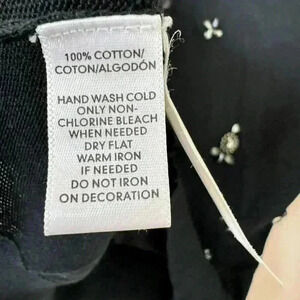 100% COTTON/
COTON/ALGODÓN
HAND WASH COLD
ONLY NON-
CHLORINE BLEACH
WHEN NEEDED
DRY FLAT
WARM IRON
IF NEEDED
DO NOT IRON
ON DECORATION